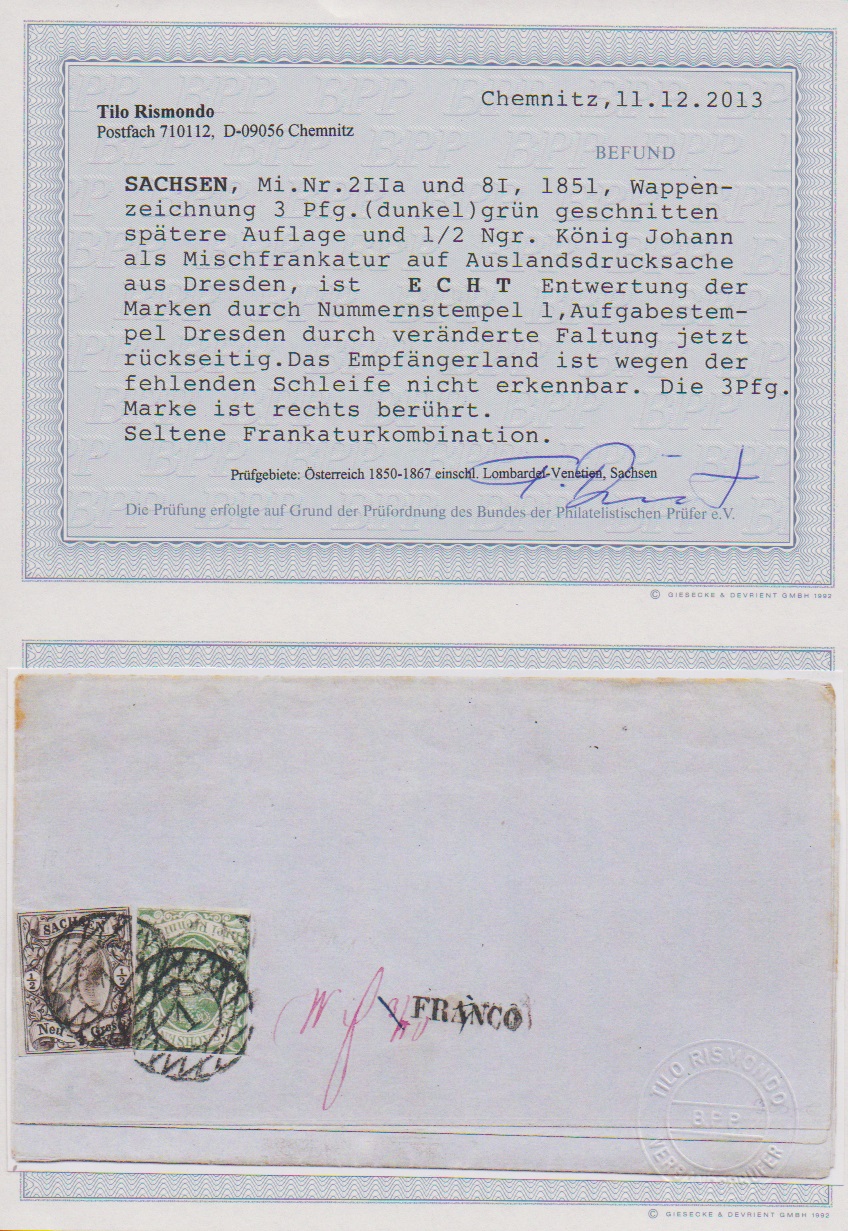 Tilo Rismondo
Postfach 710112, D-09056 Chemnitz
Chemnitz,11.12.2013
BEFUND
SACHSEN, Mi.Nr.2IIa und 8I, 1851, Wappen-
zeichnung 3 Pfg.(dunkel)grün geschnitten
spätere Auflage und 1/2 Ngr. König Johann
als Mischfrankatur auf Auslandsdrucksache
aus Dresden, ist E C H T Entwertung der
Marken durch Nummernstempel 1,Aufgabestem-
pel Dresden durch veränderte Faltung jetzt
rückseitig.Das Empfängerland ist wegen der
fehlenden Schleife nicht erkennbar. Die 3Pfg.
Marke ist rechts berührt.
Seltene Frankaturkombination.
Prüfgebiete: Österreich 1850-1867 einschl. Lombardei-Venetien, Sachsen
Die Prüfung erfolgte auf Grund der Prüfordnung des Bundes der Philatelistischen Prüfer e.V.
© GIESECKE & DEVRIENT GMBH 1992
SACHSEN
½ ½
Neu Gros
1
FRANCO
TILO RISMONDO
BPP
© GIESECKE & DEVRIENT GMBH 1992